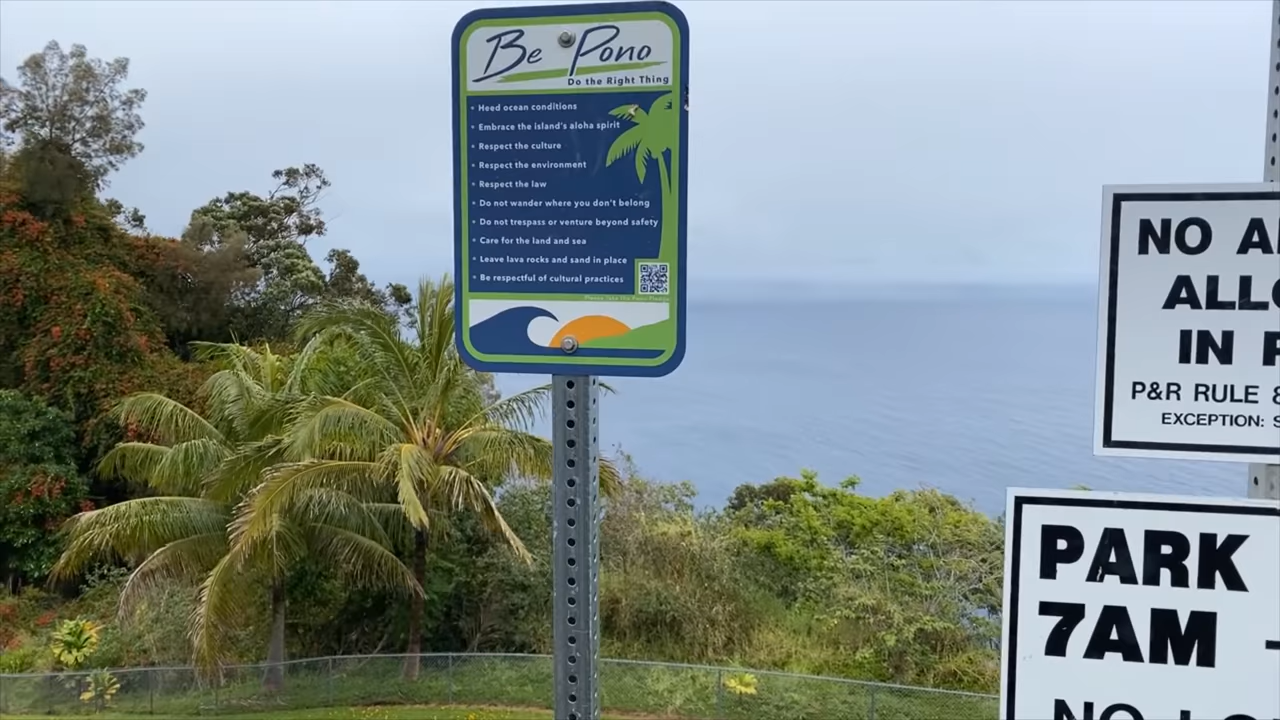 Be Pono
Do the Right Thing
• Heed ocean conditions
• Embrace the island's aloha spirit
• Respect the culture
• Respect the environment
• Respect the law
• Do not wander where you don't belong
• Do not trespass or venture beyond safety
• Care for the land and sea
• Leave lava rocks and sand in place
• Be respectful of cultural practices
NO A
ALLO
IN P
P&R RULE &
EXCEPTION: S
PARK
7AM -
NO LO